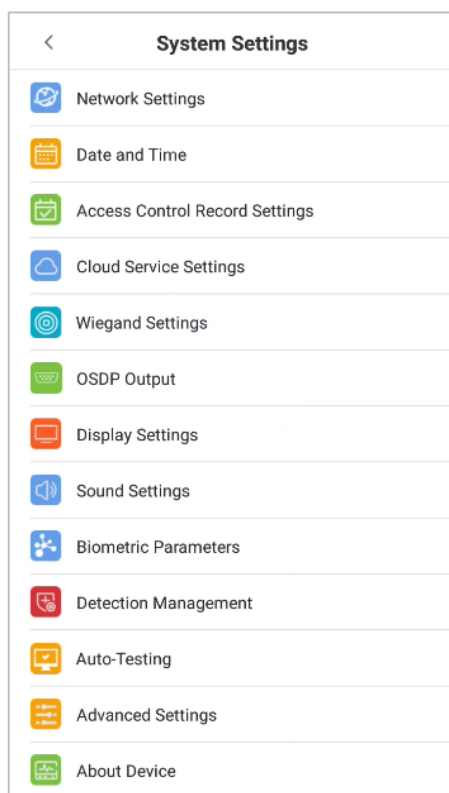 System Settings
Network Settings
Date and Time
Access Control Record Settings
Cloud Service Settings
Wiegand Settings
OSDP Output
Display Settings
Sound Settings
Biometric Parameters
Detection Management
Auto-Testing
Advanced Settings
About Device